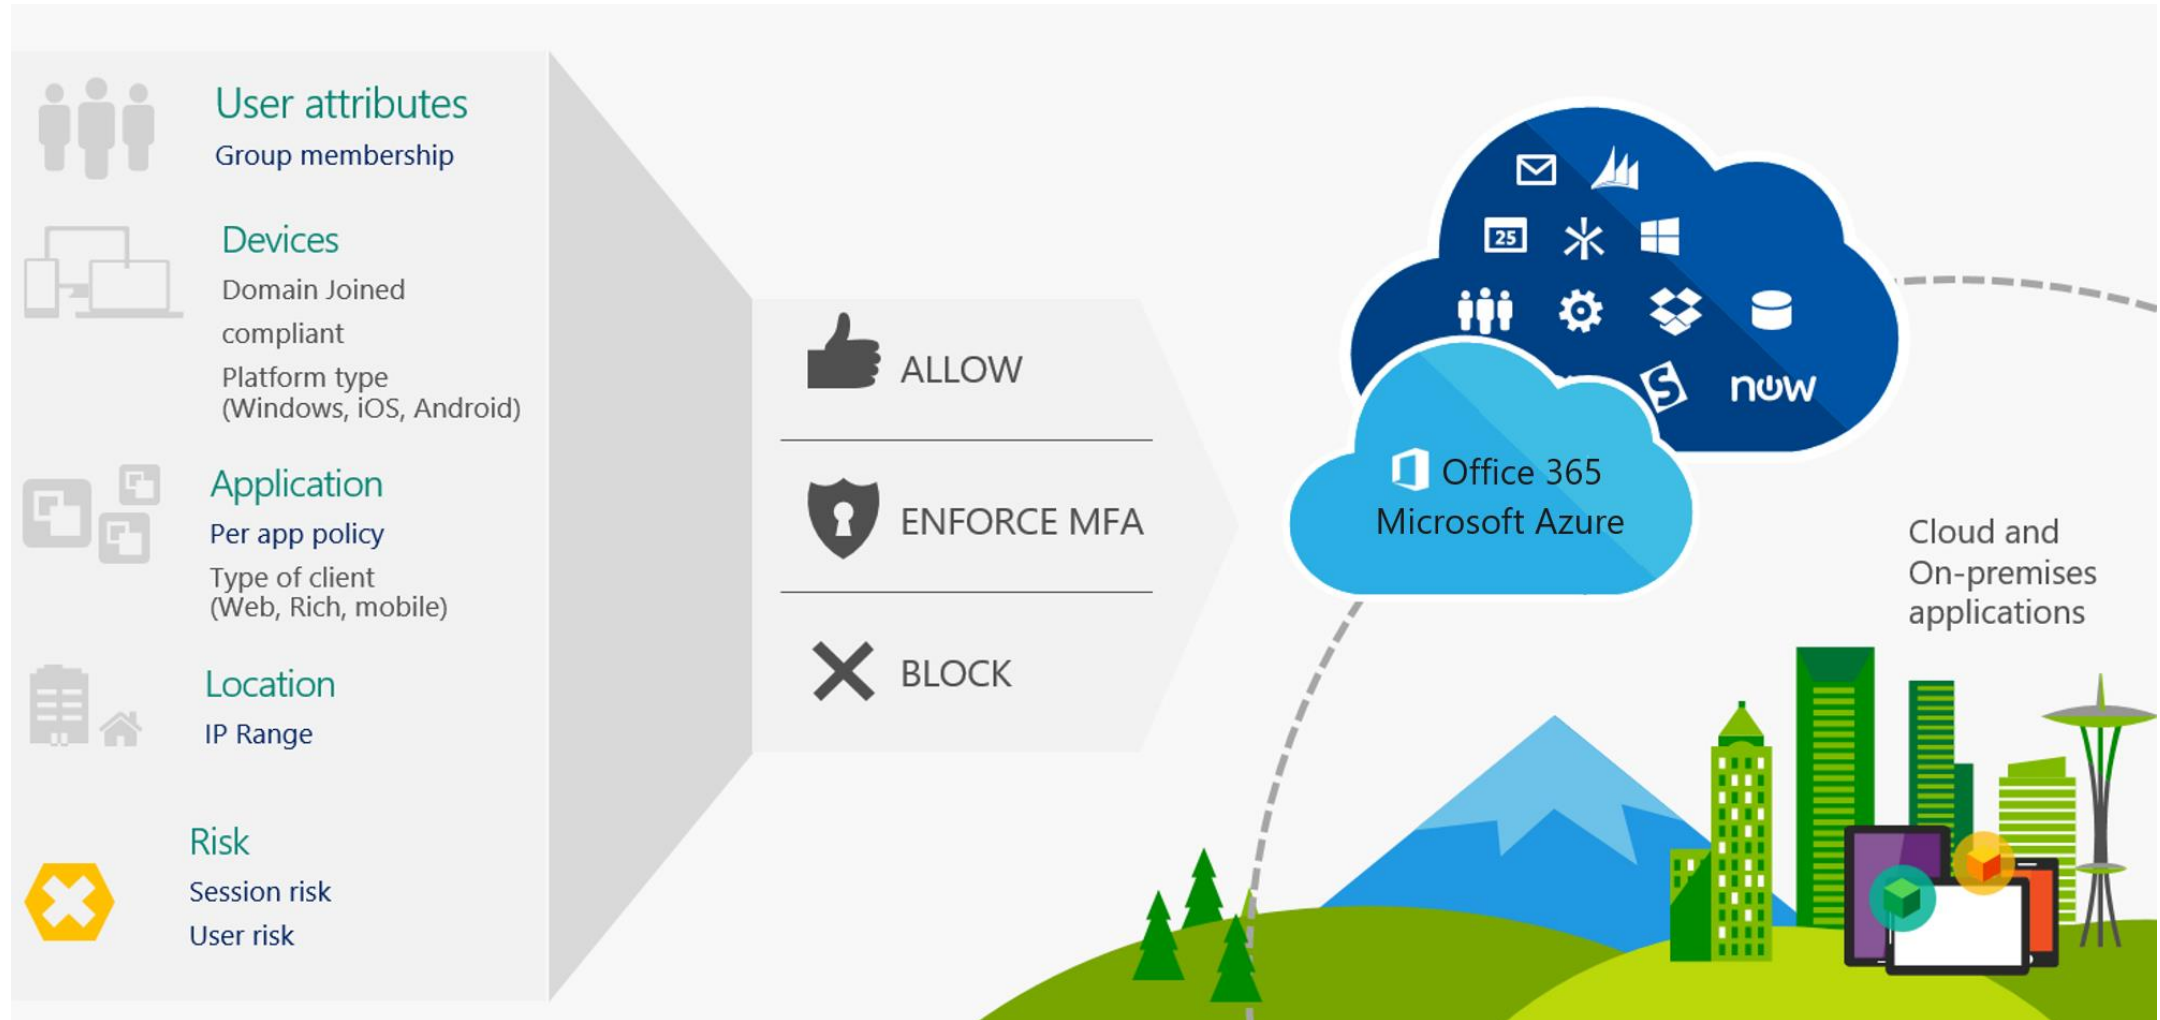 User attributes
Group membership
Devices
Domain Joined
compliant
Platform type
(Windows, iOS, Android)
Application
Per app policy
Type of client
(Web, Rich, mobile)
Location
IP Range
Risk
Session risk
User risk
ALLOW
ENFORCE MFA
BLOCK
25
S
now
Office 365
Microsoft Azure
Cloud and
On-premises
applications